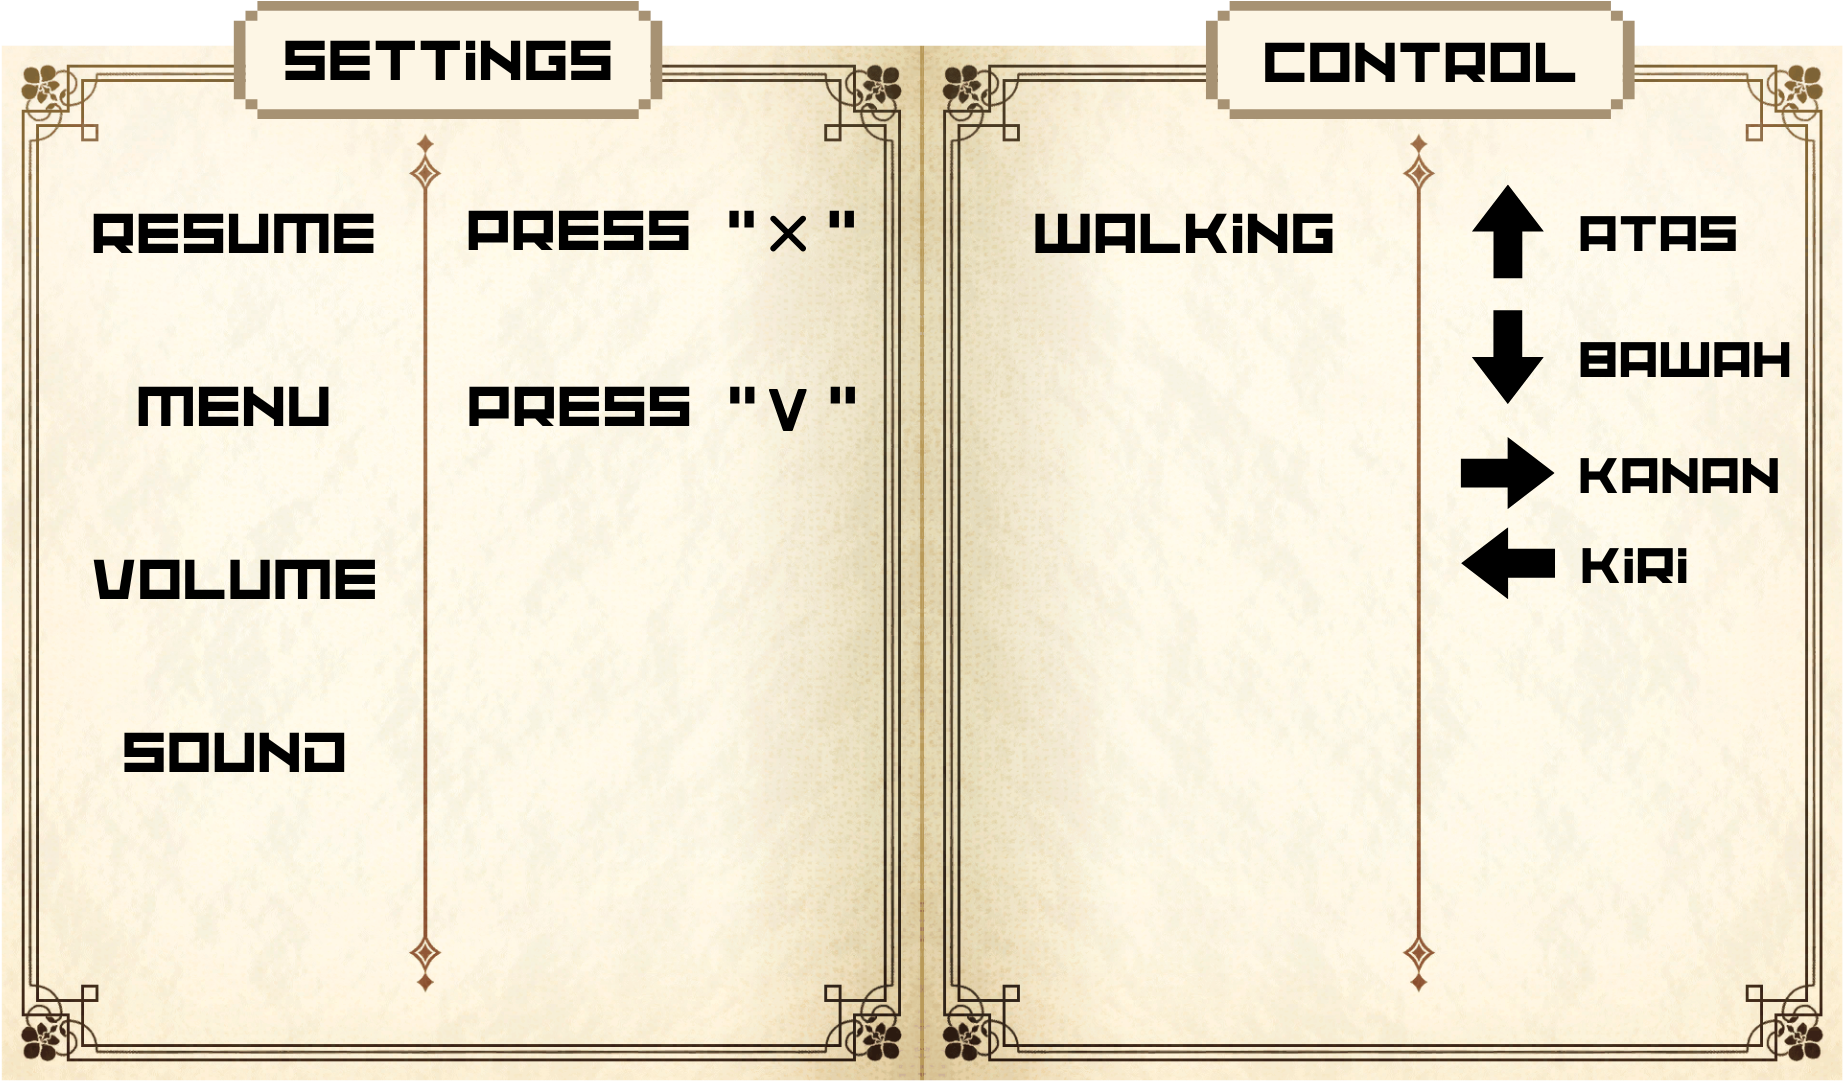 SETTiNGS
RESUME PRESS "X"
MENU PRESS "V"
VOLUME
SOUND
CONTROL
WALKiNG
ATAS
BAWAH
KANAN
KiRi